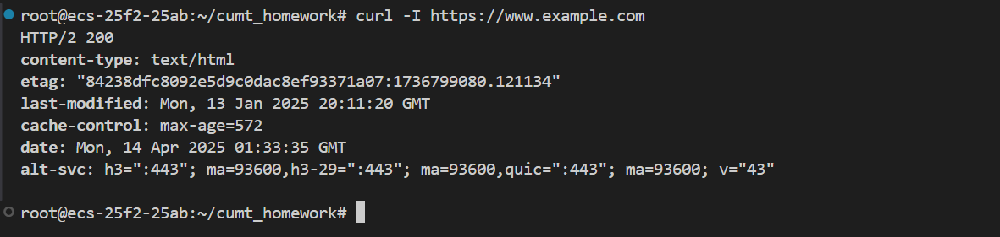 root@ecs-25f2-25ab:~/cumt_homework# curl -I https://www.example.com
HTTP/2 200
content-type: text/html
etag: "84238dfc8092e5d9c0dac8ef93371a07:1736799080.121134"
last-modified: Mon, 13 Jan 2025 20:11:20 GMT
cache-control: max-age=572
date: Mon, 14 Apr 2025 01:33:35 GMT
alt-svc: h3=":443"; ma=93600,h3-29=":443"; ma=93600,quic=":443"; ma=93600; v="43"
root@ecs-25f2-25ab:~/cumt_homework#